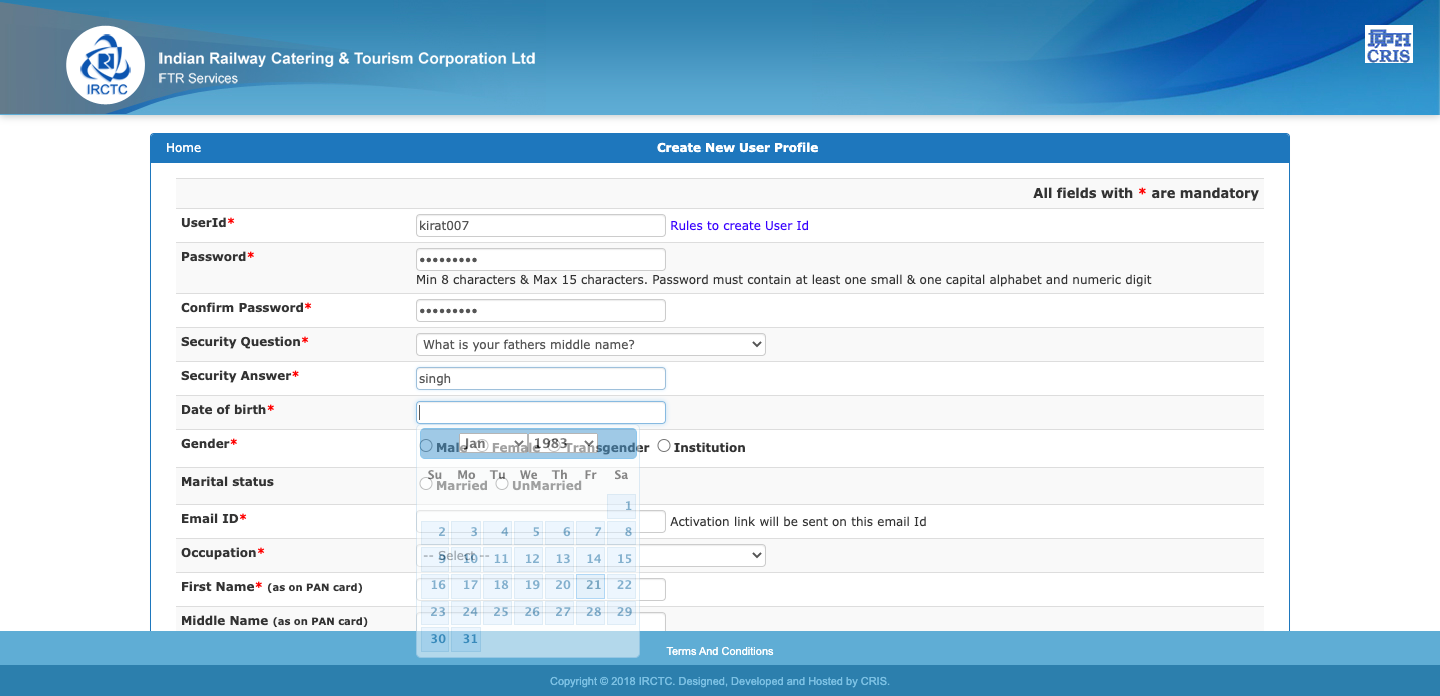 IRCTC
Indian Railway Catering & Tourism Corporation Ltd
FTR Services
क्रिस
CRIS
Home
Create New User Profile
All fields with * are mandatory
UserId* kirat007 Rules to create User Id
Password* •••••••••
Min 8 characters & Max 15 characters. Password must contain at least one small & one capital alphabet and numeric digit
Confirm Password* •••••••••
Security Question* What is your fathers middle name?
Security Answer* singh
Date of birth*
Gender* Male Female Transgender Institution
Jan 1983
Su Mo Tu We Th Fr Sa
Marital status Married UnMarried
1
Email ID* Activation link will be sent on this email Id
2 3 4 5 6 7 8
Occupation* -- Select --
9 10 11 12 13 14 15
First Name* (as on PAN card)
16 17 18 19 20 21 22
23 24 25 26 27 28 29
Middle Name (as on PAN card)
30 31
Terms And Conditions
Copyright © 2018 IRCTC. Designed, Developed and Hosted by CRIS.